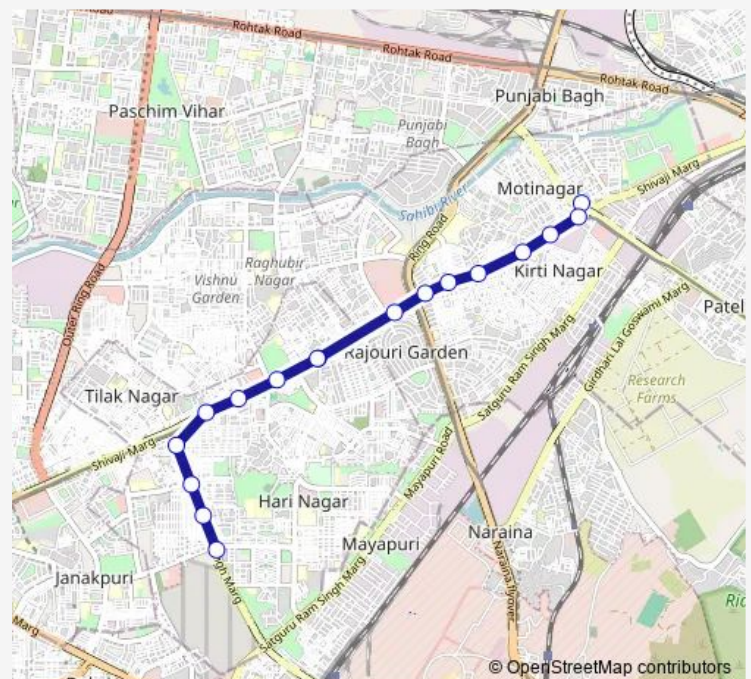 Rohtak Road
Rohtak Road
Rohtak Road
Punjabi Bagh
Paschim Vihar
Punjabi
Bagh
Motinagar
Shivaji Marg
Sahibi River
Ring Road
Raghubir
Nagar
Vishnu
Garden
Kirti Nagar
Outer Ring Road
Patel
Girdhari Lal Goswami Marg
Satguru Ram Singh Marg
Rajouri Garden
Research
Farms
Tilak Nagar
Shivaji Marg
Mayapuri Road
Hari Nagar
Naraina
Mayapuri
Janakpuri
Naraina flyover
Satguru Ram Singh Marg
ngh Marg
Marg
© OpenStreetMap contributors